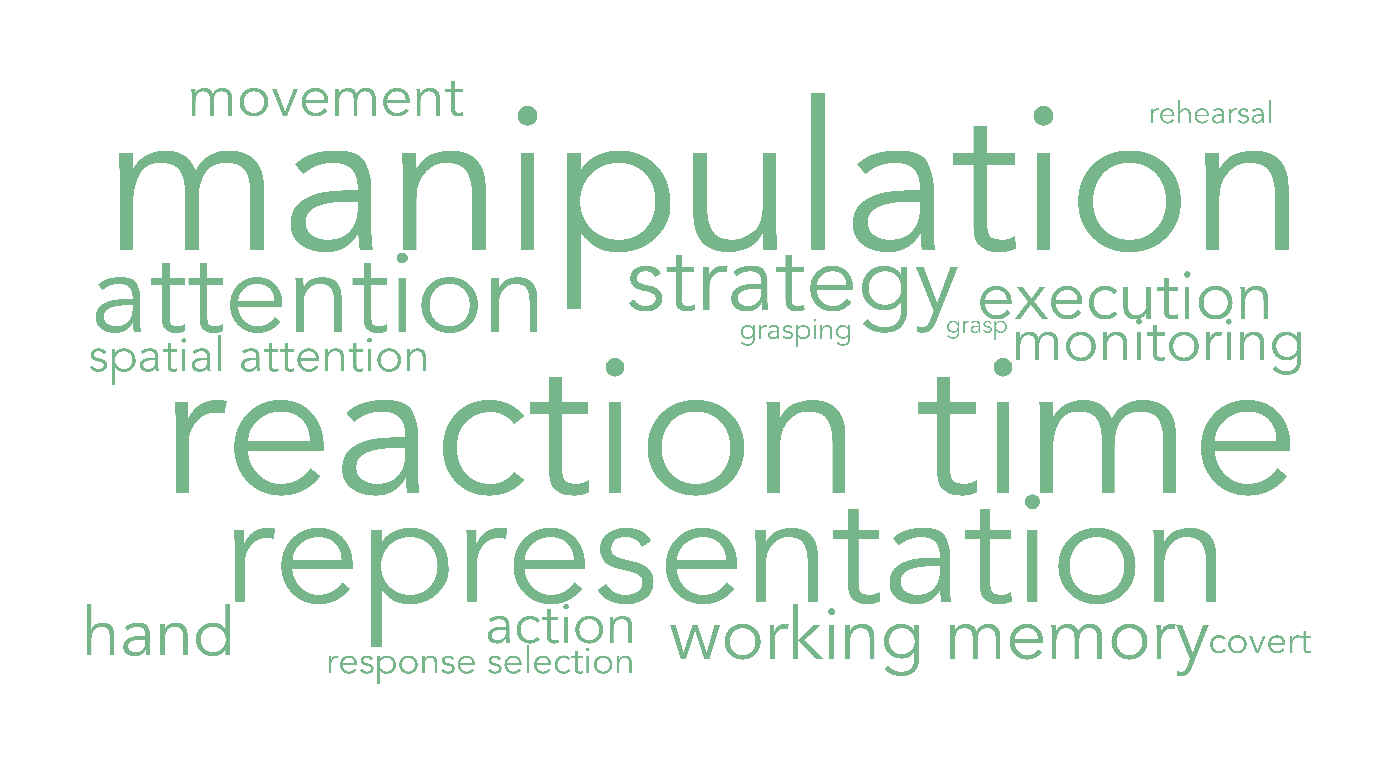 movement
rehearsal
manipulation
attention
strategy
execution
grasping
grasp
monitoring
spatial attention
reaction time
representation
hand
action
working memory
covert
response selection